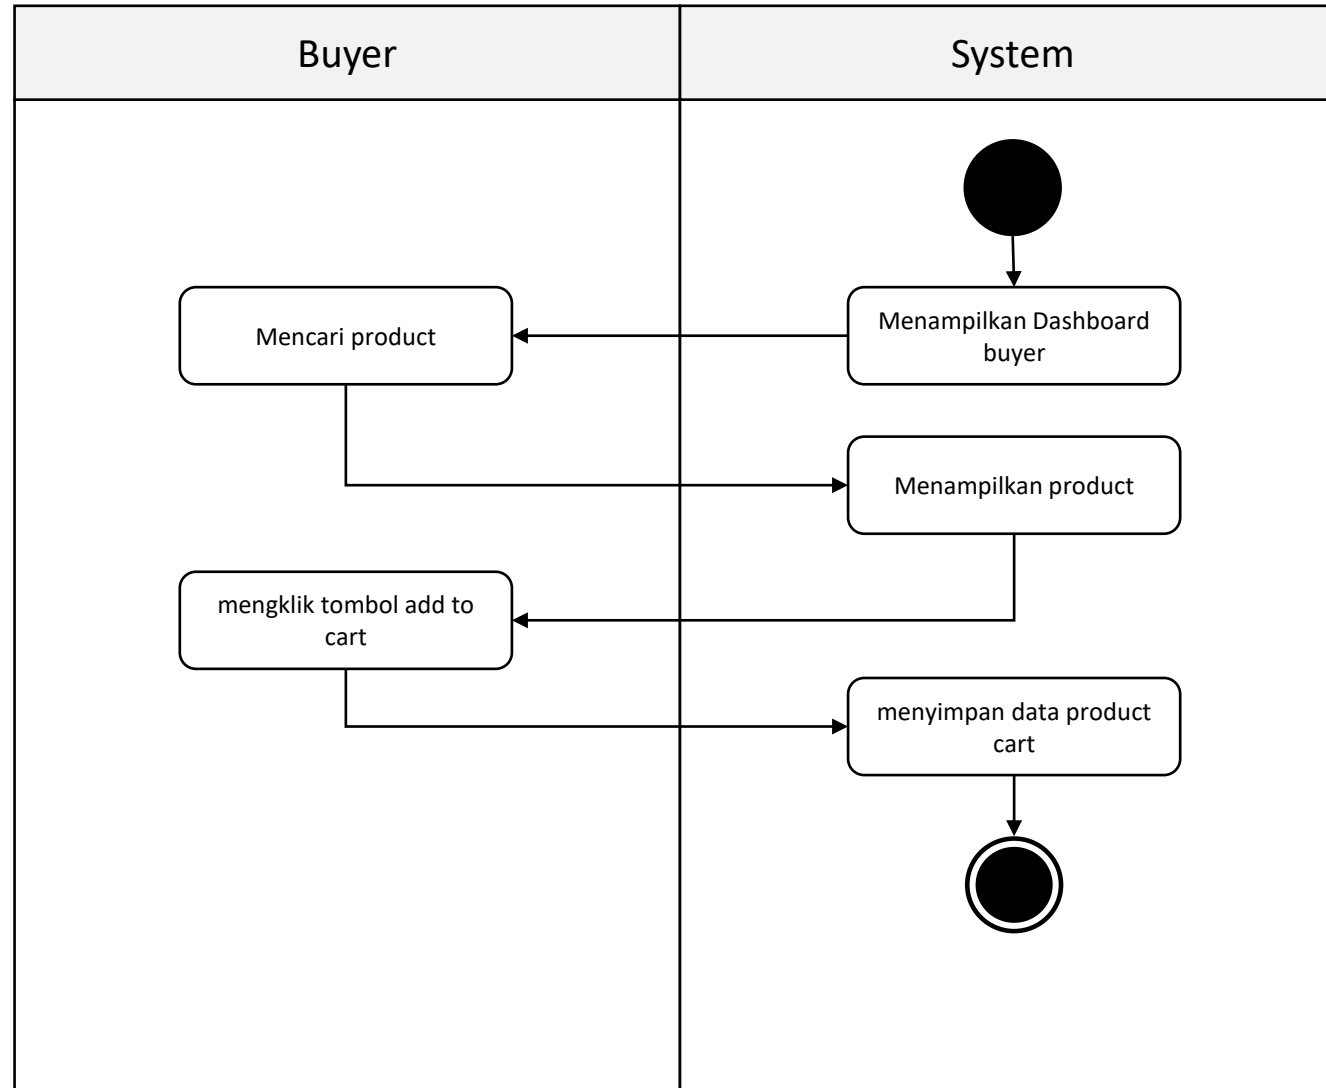 Buyer
System
Mencari product
Menampilkan Dashboard
buyer
Menampilkan product
mengklik tombol add to
cart
menyimpan data product
cart